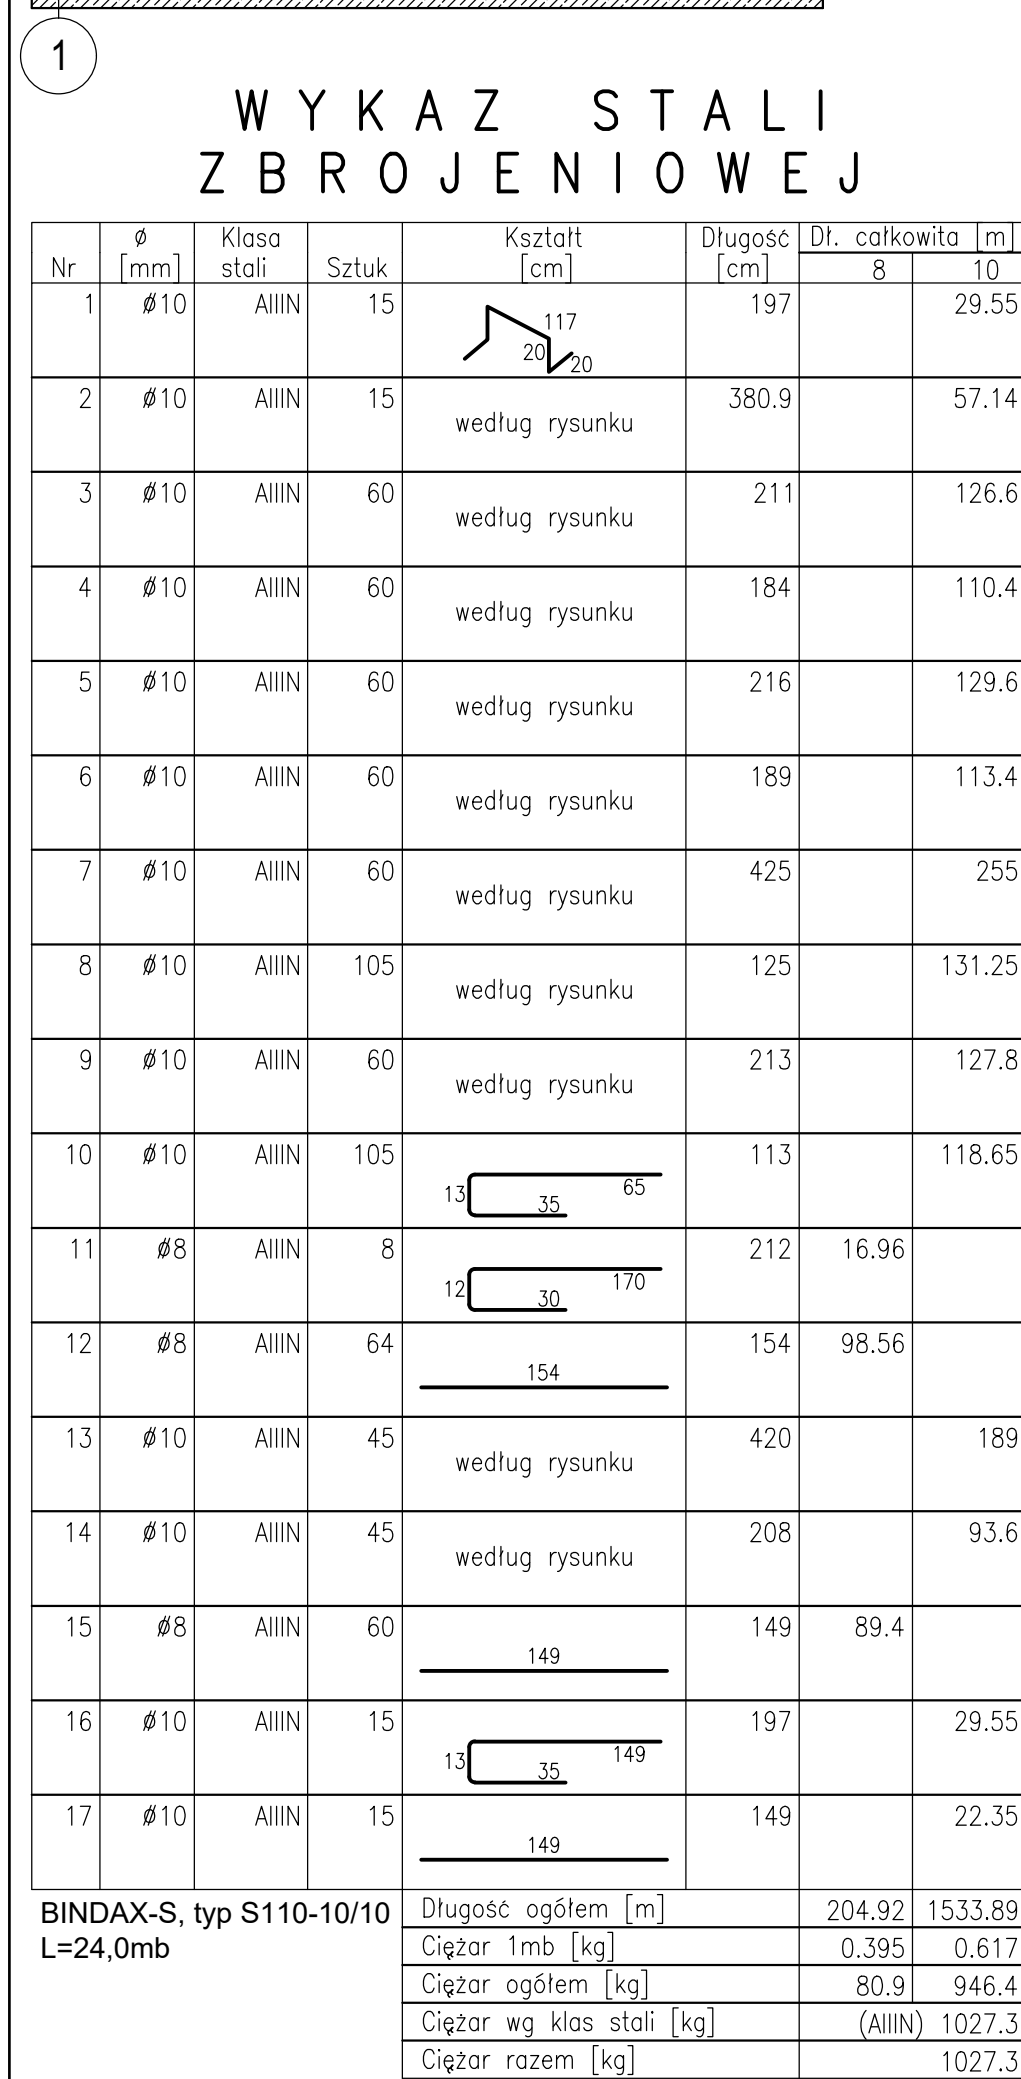 1
WYKAZ STALI
ZBROJENIOWEJ
Nr ø [mm] Klasa stali Sztuk Kształt [cm] Długość [cm] Dł. całkowita [m]
8 10
1 ø10 AIIIN 15 197 29.55
117
20 20
2 ø10 AIIIN 15 według rysunku 380.9 57.14
3 ø10 AIIIN 60 według rysunku 211 126.6
4 ø10 AIIIN 60 według rysunku 184 110.4
5 ø10 AIIIN 60 według rysunku 216 129.6
6 ø10 AIIIN 60 według rysunku 189 113.4
7 ø10 AIIIN 60 według rysunku 425 255
8 ø10 AIIIN 105 według rysunku 125 131.25
9 ø10 AIIIN 60 według rysunku 213 127.8
10 ø10 AIIIN 105 113 118.65
13 35 65
11 ø8 AIIIN 8 212 16.96
12 30 170
12 ø8 AIIIN 64 154 98.56
154
13 ø10 AIIIN 45 według rysunku 420 189
14 ø10 AIIIN 45 według rysunku 208 93.6
15 ø8 AIIIN 60 149 89.4
149
16 ø10 AIIIN 15 197 29.55
13 35 149
17 ø10 AIIIN 15 149 22.35
149
BINDAX-S, typ S110-10/10
L=24,0mb
Długość ogółem [m] 204.92 1533.89
Ciężar 1mb [kg] 0.395 0.617
Ciężar ogółem [kg] 80.9 946.4
Ciężar wg klas stali [kg] (AIIIN) 1027.3
Ciężar razem [kg] 1027.3